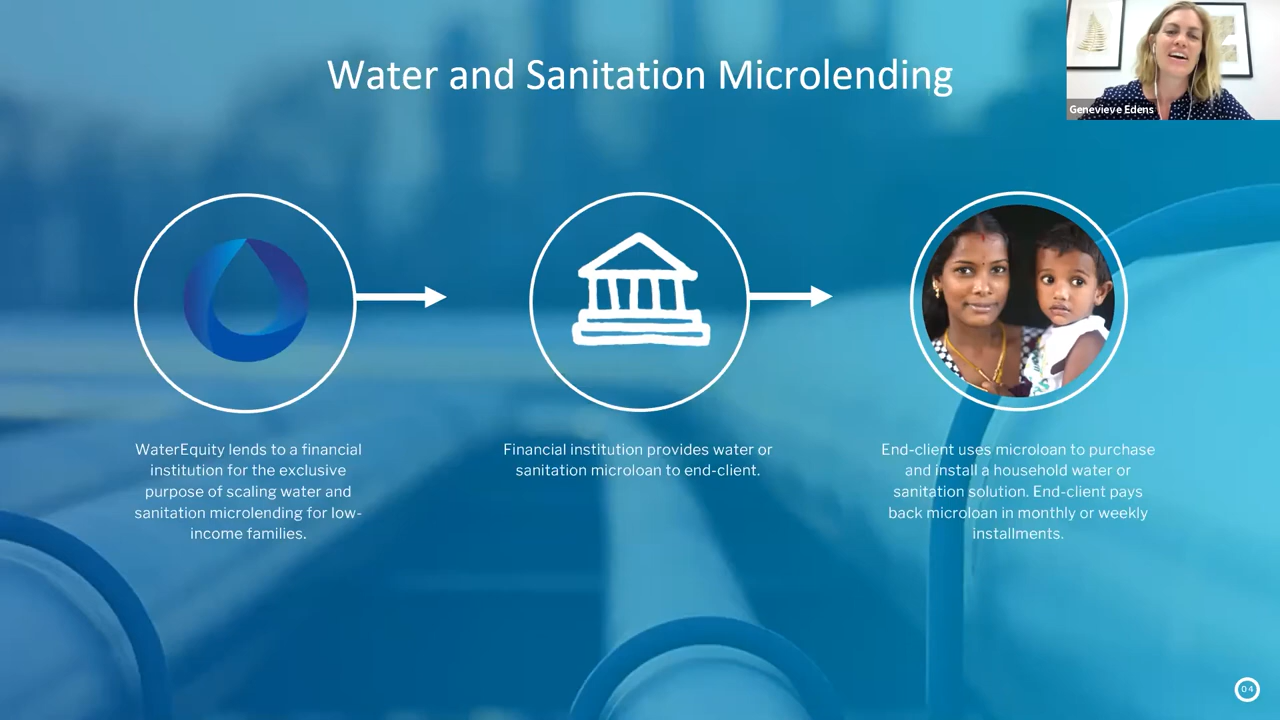 Water and Sanitation Microlending
Genevieve Edens
WaterEquity lends to a financial
institution for the exclusive
purpose of scaling water and
sanitation microlending for low-
income families.
Financial institution provides water or
sanitation microloan to end-client.
End-client uses microloan to purchase
and install a household water or
sanitation solution. End-client pays
back microloan in monthly or weekly
installments.
04